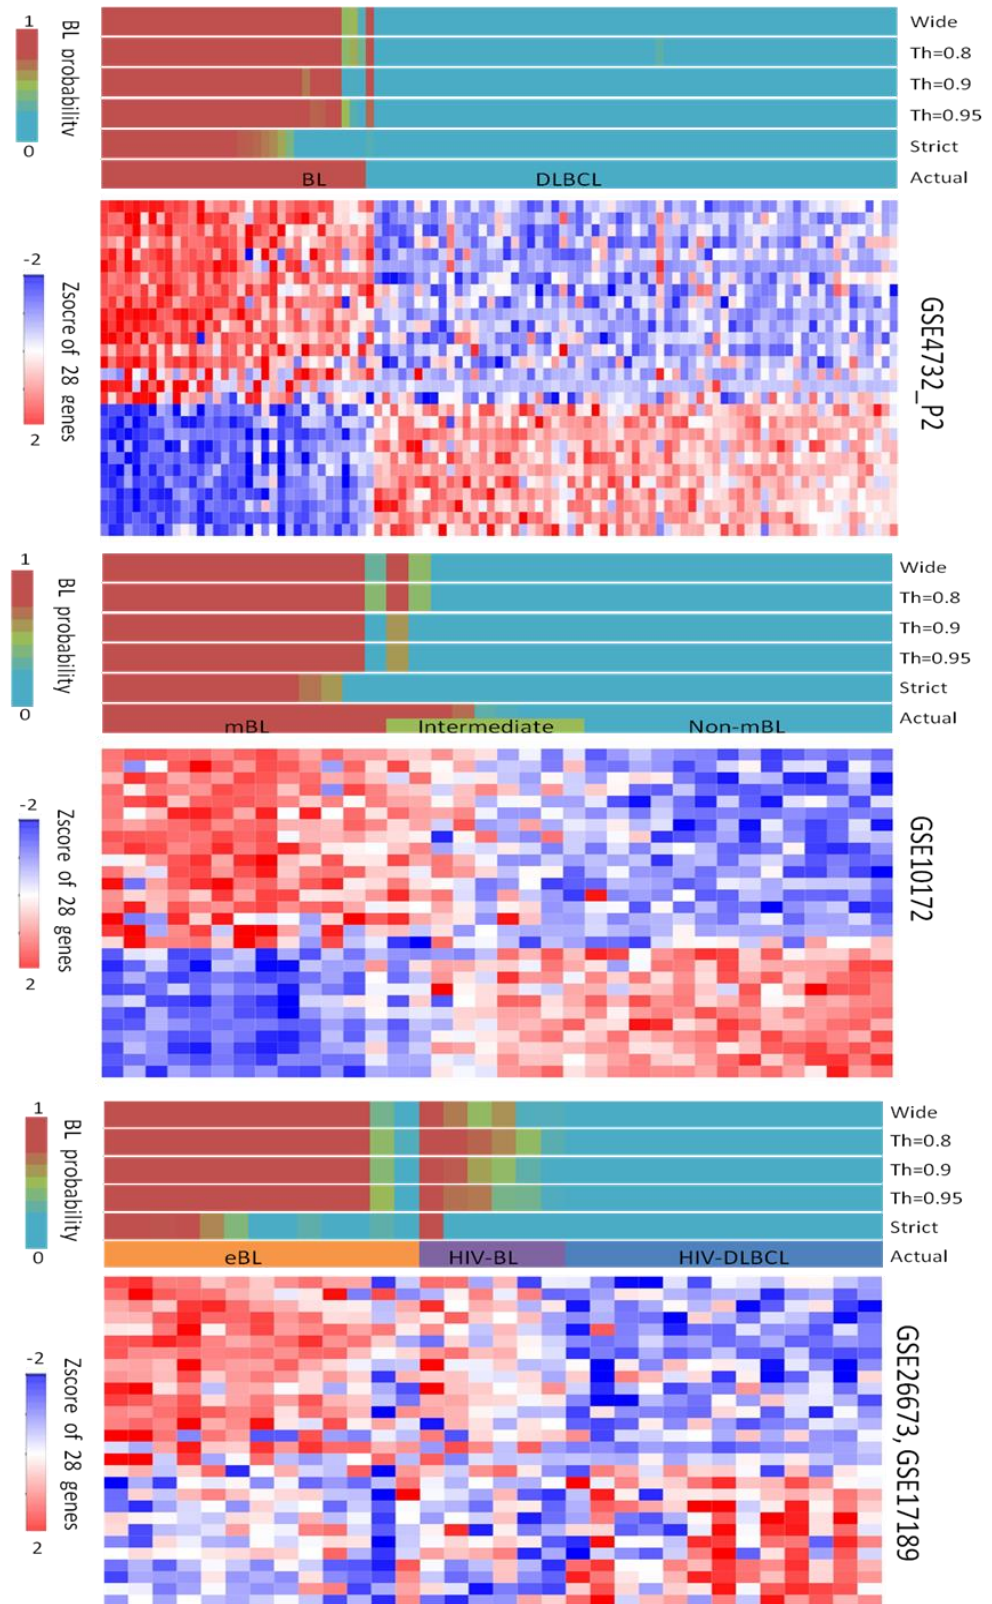 1
BL probability
0
Wide
Th=0.8
Th=0.9
Th=0.95
Strict
BL
DLBCL
Actual
-2
Zsocre of 28 genes
2
GSE4732_P2
1
BL probability
0
Wide
Th=0.8
Th=0.9
Th=0.95
Strict
mBL
Intermediate
Non-mBL
Actual
-2
Zscore of 28 genes
2
GSE10172
1
BL probability
0
Wide
Th=0.8
Th=0.9
Th=0.95
Strict
eBL
HIV-BL
HIV-DLBCL
Actual
-2
Zscore of 28 genes
2
GSE26673, GSE17189